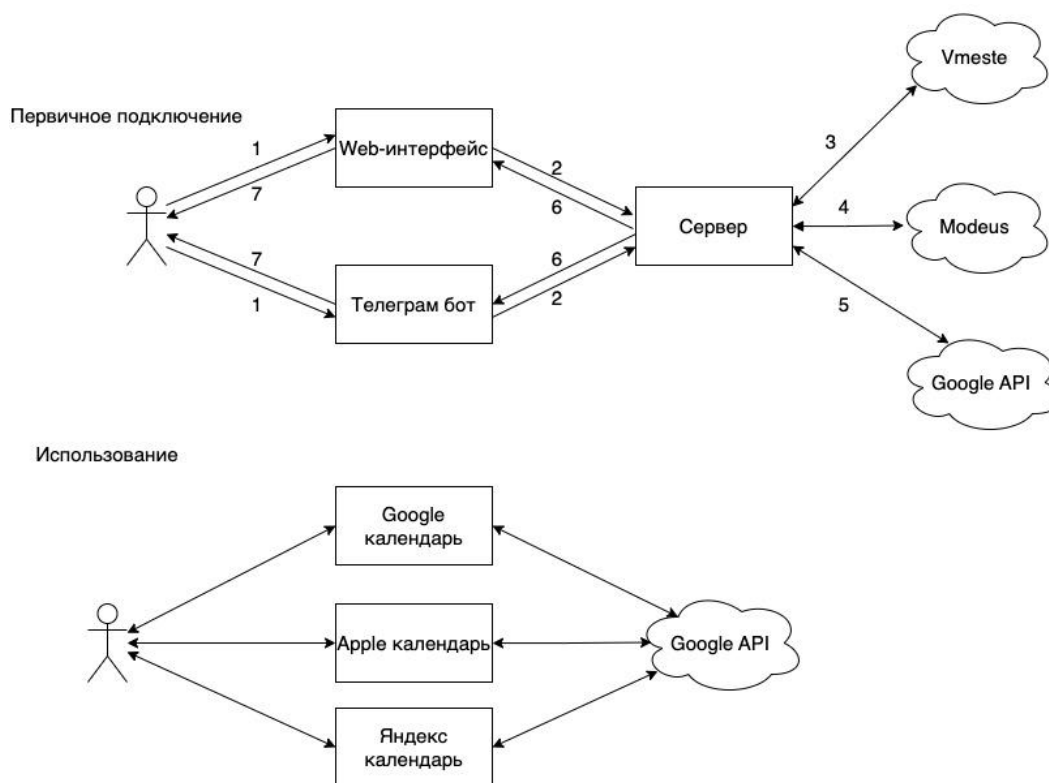 Vmeste
Первичное подключение
1
Web-интерфейс
2
3
7
6
Сервер
4
Modeus
7
6
1
Телеграм бот
2
5
Google API
Использование
Google
календарь
Apple календарь
Google API
Яндекс
календарь